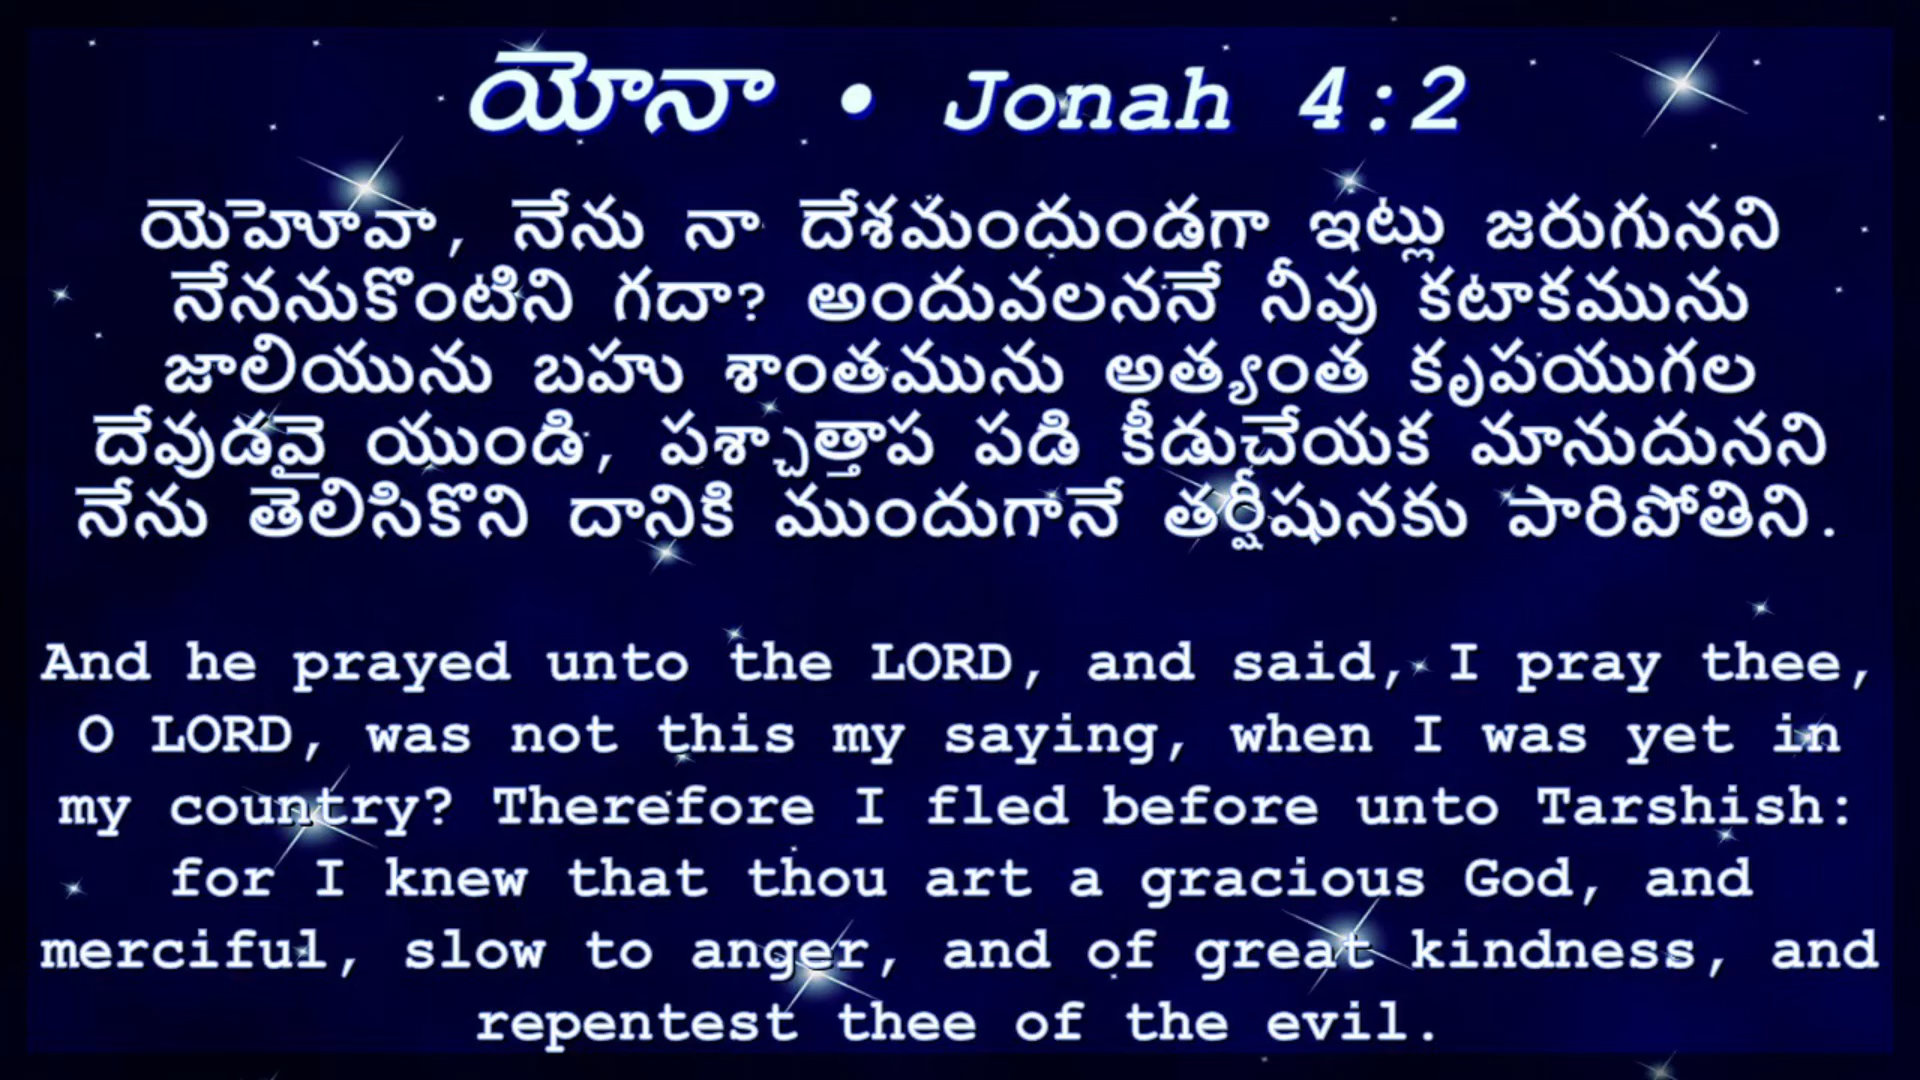 యోనా • Jonah 4:2
యెహెూవా, నేను నా దేశమందుండగా ఇట్లు జరుగునని
నేననుకొంటిని గదా? అందువలననే నీవు కటాకమును
జాలియును బహు శాంతమును అత్యంత కృపయుగల
దేవుడవై యుండి, పశ్చాత్తాప పడి కీడుచేయక మానుదునని
నేను తెలిసికొని దానికి ముందుగానే తర్షీషునకు పారిపోతిని.
And he prayed unto the LORD, and said, I pray thee,
O LORD, was not this my saying, when I was yet in
my country? Therefore I fled before unto Tarshish:
for I knew that thou art a gracious God, and
merciful, slow to anger, and of great kindness, and
repentest thee of the evil.